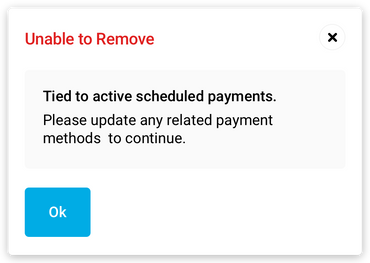 Unable to Remove
Tied to active scheduled payments.
Please update any related payment
methods  to continue.
Ok